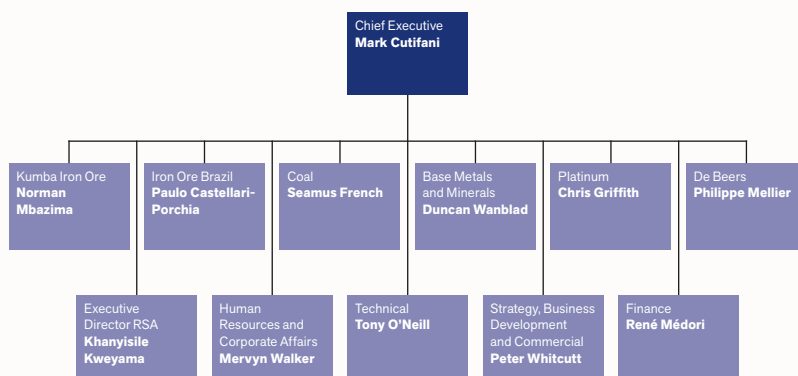 Chief Executive
Mark Cutifani
Kumba Iron Ore
Norman
Mbazima
Iron Ore Brazil
Paulo Castellari-
Porchia
Coal
Seamus French
Base Metals
and Minerals
Duncan Wanblad
Platinum
Chris Griffith
De Beers
Philippe Mellier
Executive
Director RSA
Khanyisile
Kweyama
Human
Resources and
Corporate Affairs
Mervyn Walker
Technical
Tony O'Neill
Strategy, Business
Development
and Commercial
Peter Whitcutt
Finance
René Médori